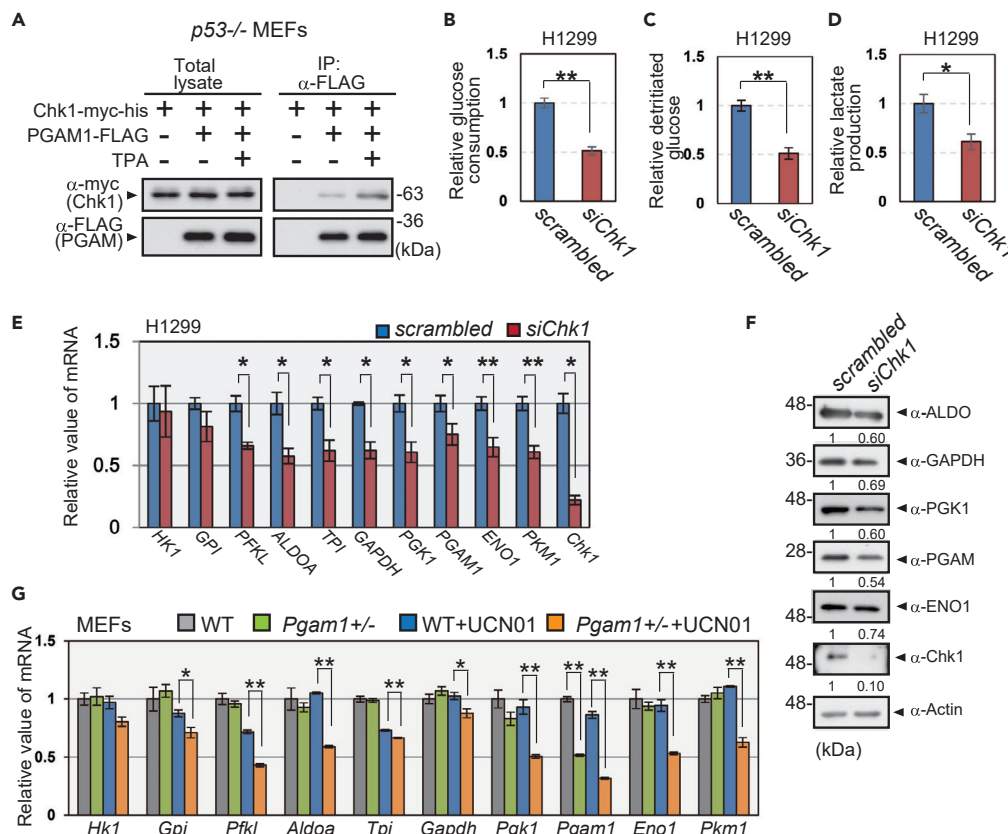 A
p53-/- MEFs
Total lysate
IP: α-FLAG
Chk1-myc-his + + + + + +
PGAM1-FLAG - + + - + +
TPA - - + - - +
α-myc (Chk1)
-63
-36
α-FLAG (PGAM)
(kDa)
B
H1299
Relative glucose consumption
1
0.5
0
**
scrambled
siChk1
C
H1299
Relative detritiated glucose
1.5
1
0.5
0
**
scrambled
siChk1
D
H1299
Relative lactate production
1.5
1
0.5
0
*
scrambled
siChk1
E
H1299
scrambled siChk1
Relative value of mRNA
1.5
1
0.5
0
* * * * * * ** ** *
HK1 GPI PFKL ALDOA TPI GAPDH PGK1 PGAM1 ENO1 PKM1 Chk1
F
scrambled
siChk1
48- α-ALDO
1 0.60
36- α-GAPDH
1 0.69
48- α-PGK1
1 0.60
28- α-PGAM
1 0.54
48- α-ENO1
1 0.74
48- α-Chk1
1 0.10
48- α-Actin
(kDa)
G
MEFs WT Pgam1+/- WT+UCN01 Pgam1+/-+UCN01
Relative value of mRNA
1.5
1
0.5
0
* ** ** ** * ** ** ** ** **
Hk1 Gpi Pfkl Aldoa Tpi Gapdh Pgk1 Pgam1 Eno1 Pkm1